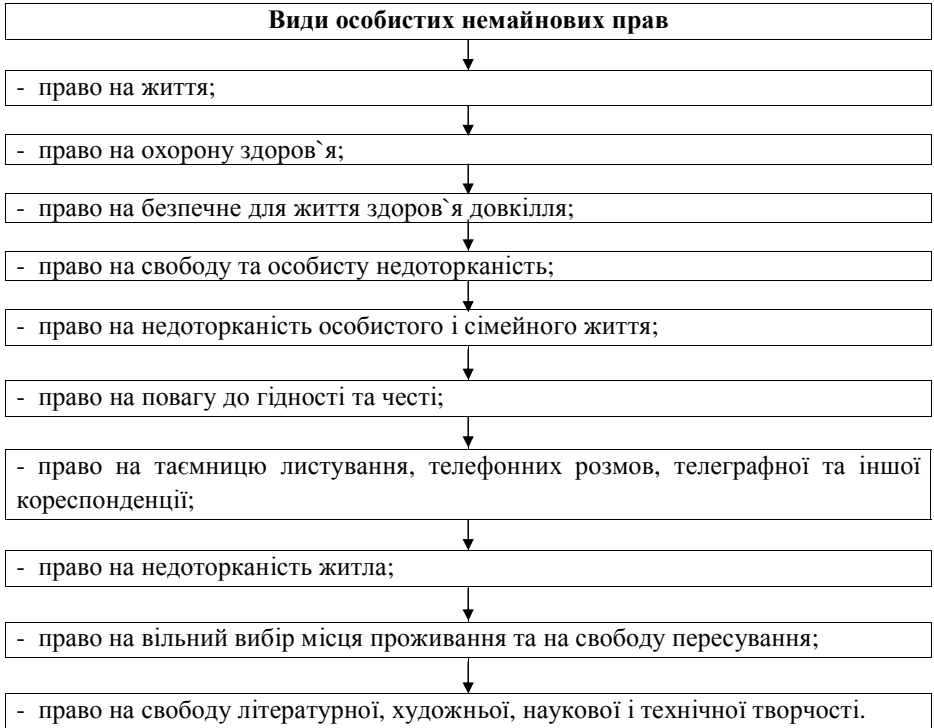 Види особистих немайнових прав
- право на життя;
- право на охорону здоров`я;
- право на безпечне для життя здоров`я довкілля;
- право на свободу та особисту недоторканість;
- право на недоторканість особистого і сімейного життя;
- право на повагу до гідності та честі;
- право на таємницю листування, телефонних розмов, телеграфної та іншої
кореспонденції;
- право на недоторканість житла;
- право на вільний вибір місця проживання та на свободу пересування;
- право на свободу літературної, художньої, наукової і технічної творчості.